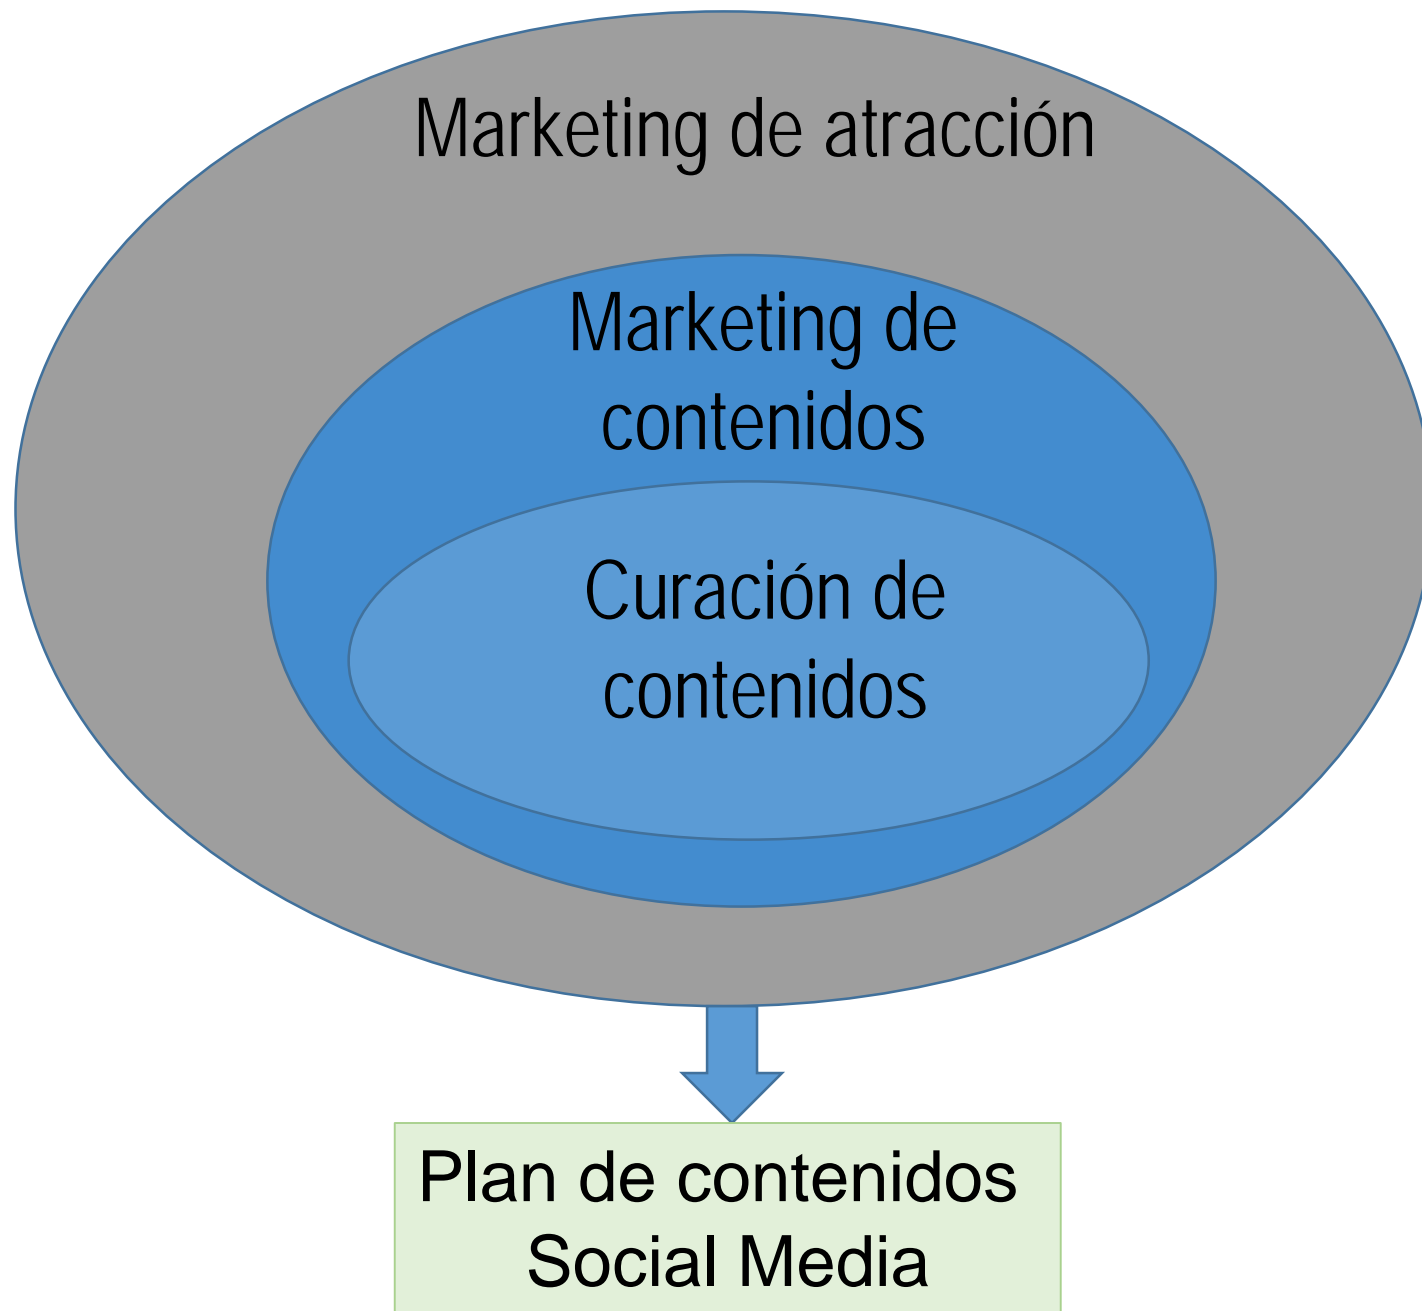 Marketing de atracción
Marketing de
contenidos
Curación de
contenidos
Plan de contenidos
Social Media